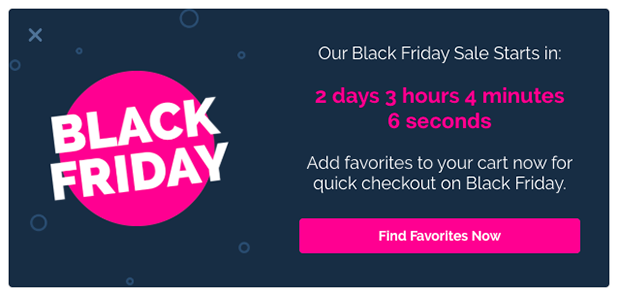 BLACK
FRIDAY
Our Black Friday Sale Starts in:
2 days 3 hours 4 minutes
6 seconds
Add favorites to your cart now for
quick checkout on Black Friday.
Find Favorites Now